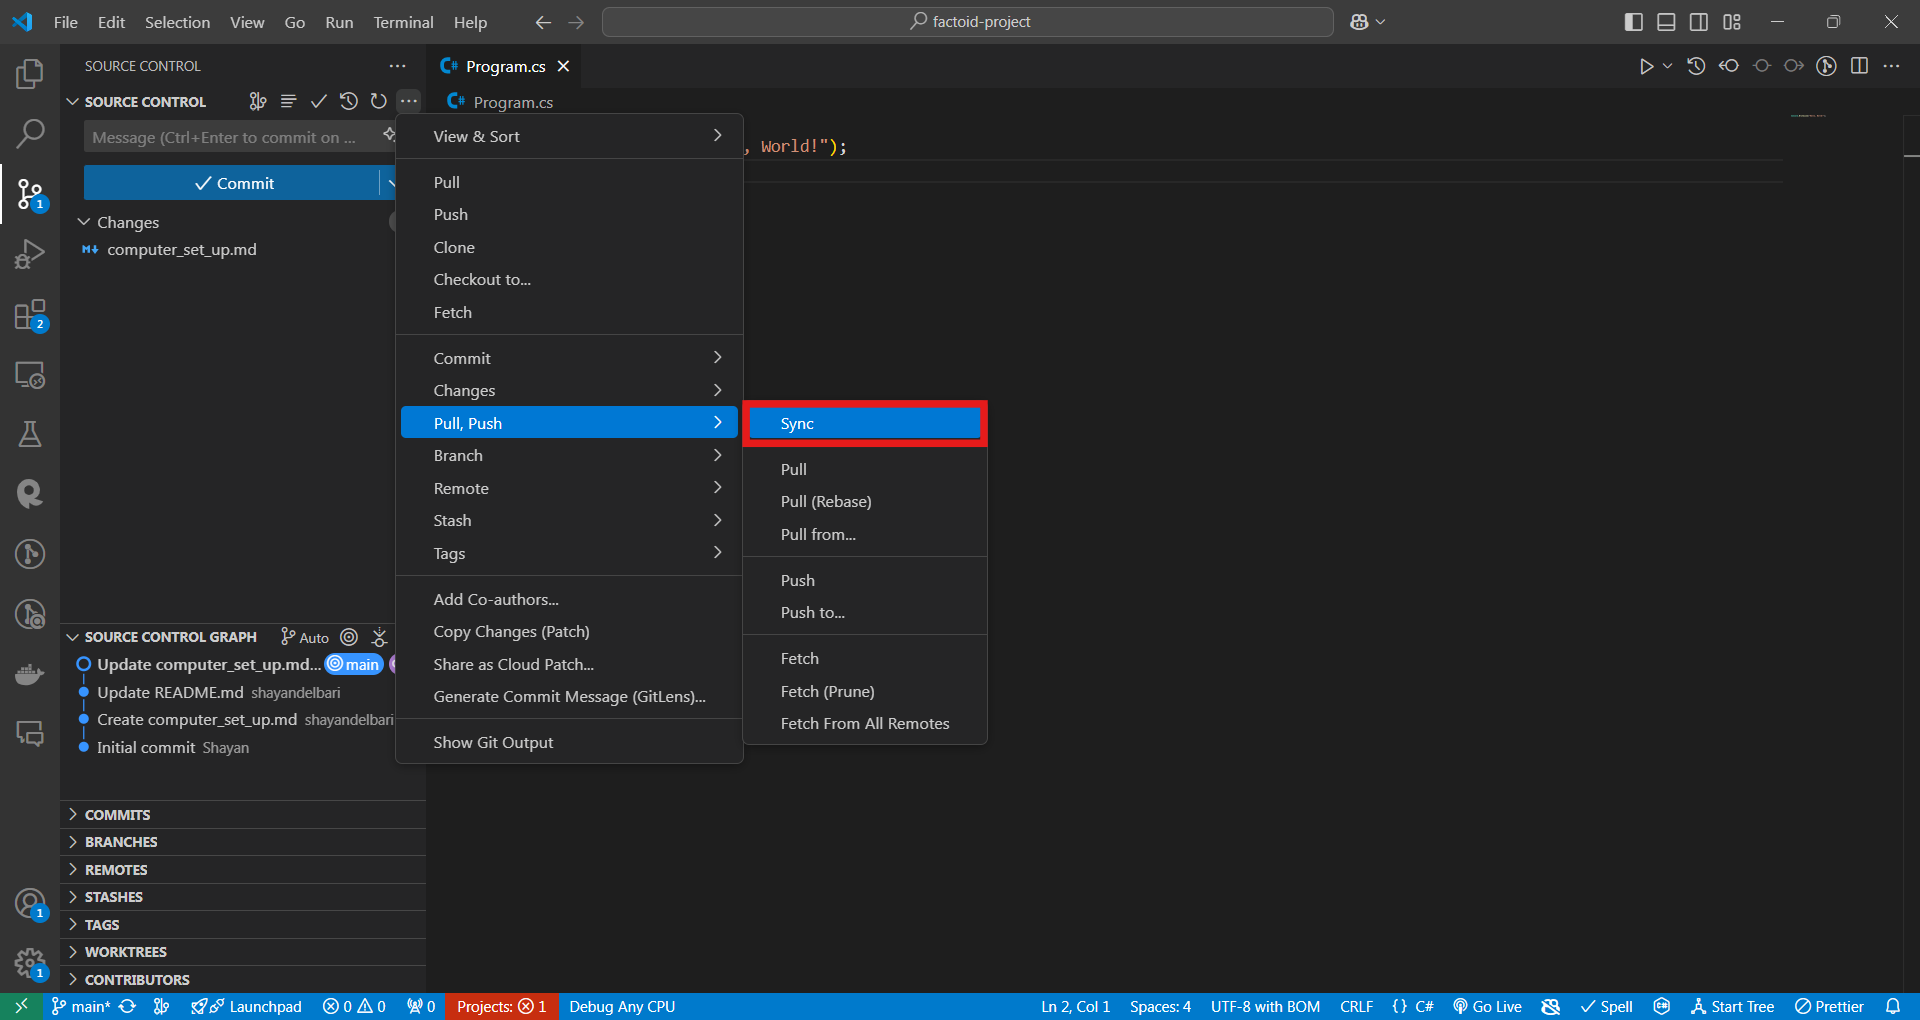 File Edit Selection View Go Run Terminal Help
factoid-project
SOURCE CONTROL
SOURCE CONTROL
Message (Ctrl+Enter to commit on ...
Commit
Changes
computer_set_up.md
1
2
Program.cs
Program.cs
, World!");
View & Sort
Pull
Push
Clone
Checkout to...
Fetch
Commit
Changes
Pull, Push
Branch
Remote
Stash
Tags
Add Co-authors...
Copy Changes (Patch)
Share as Cloud Patch...
Generate Commit Message (GitLens)...
Show Git Output
Sync
Pull
Pull (Rebase)
Pull from...
Push
Push to...
Fetch
Fetch (Prune)
Fetch From All Remotes
SOURCE CONTROL GRAPH Auto
Update computer_set_up.md... main
Update README.md shayandelbari
Create computer_set_up.md shayandelbari
Initial commit Shayan
COMMITS
BRANCHES
REMOTES
STASHES
TAGS
WORKTREES
CONTRIBUTORS
1
1
main* Launchpad 0 0 0 Projects: 1 Debug Any CPU Ln 2, Col 1 Spaces: 4 UTF-8 with BOM CRLF {} C# Go Live Spell Start Tree Prettier